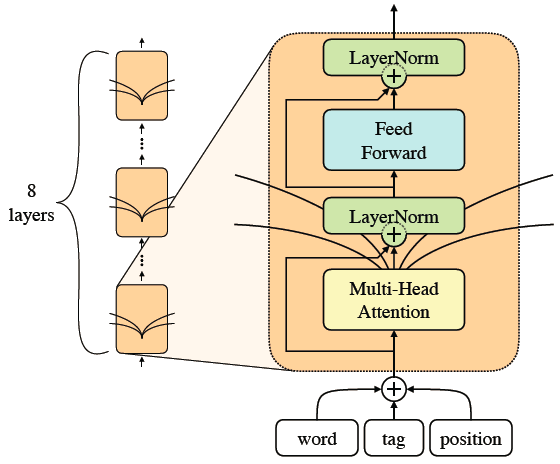 8
layers
LayerNorm
+
Feed
Forward
LayerNorm
+
Multi-Head
Attention
+
word
tag
position